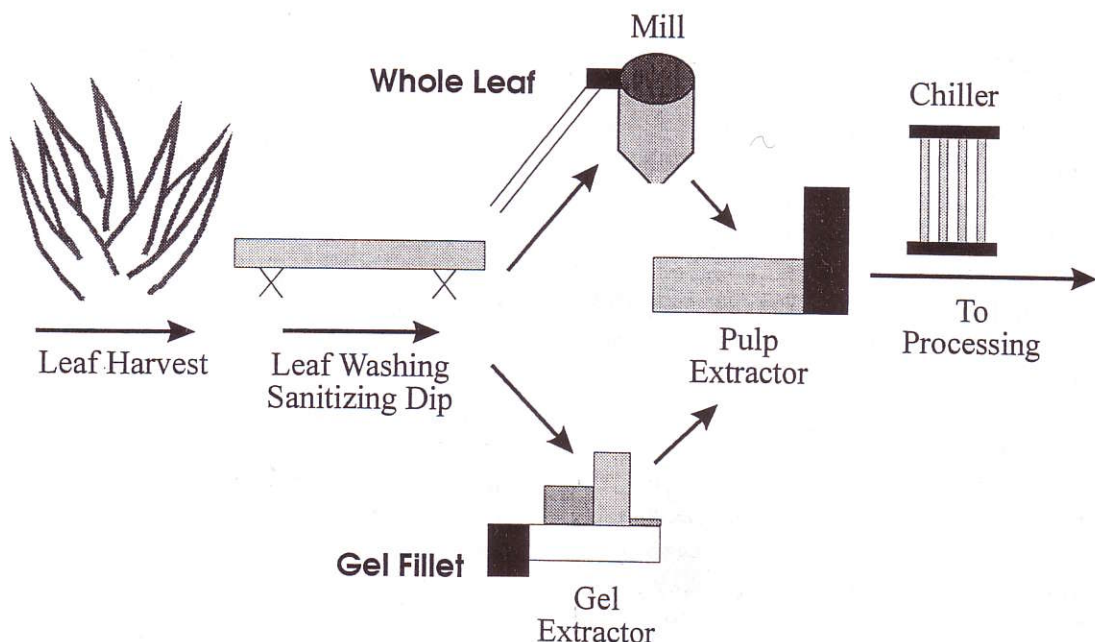 Mill
Whole Leaf
Chiller
Leaf Harvest
Leaf Washing
Sanitizing Dip
Pulp
Extractor
To
Processing
Gel Fillet
Gel
Extractor